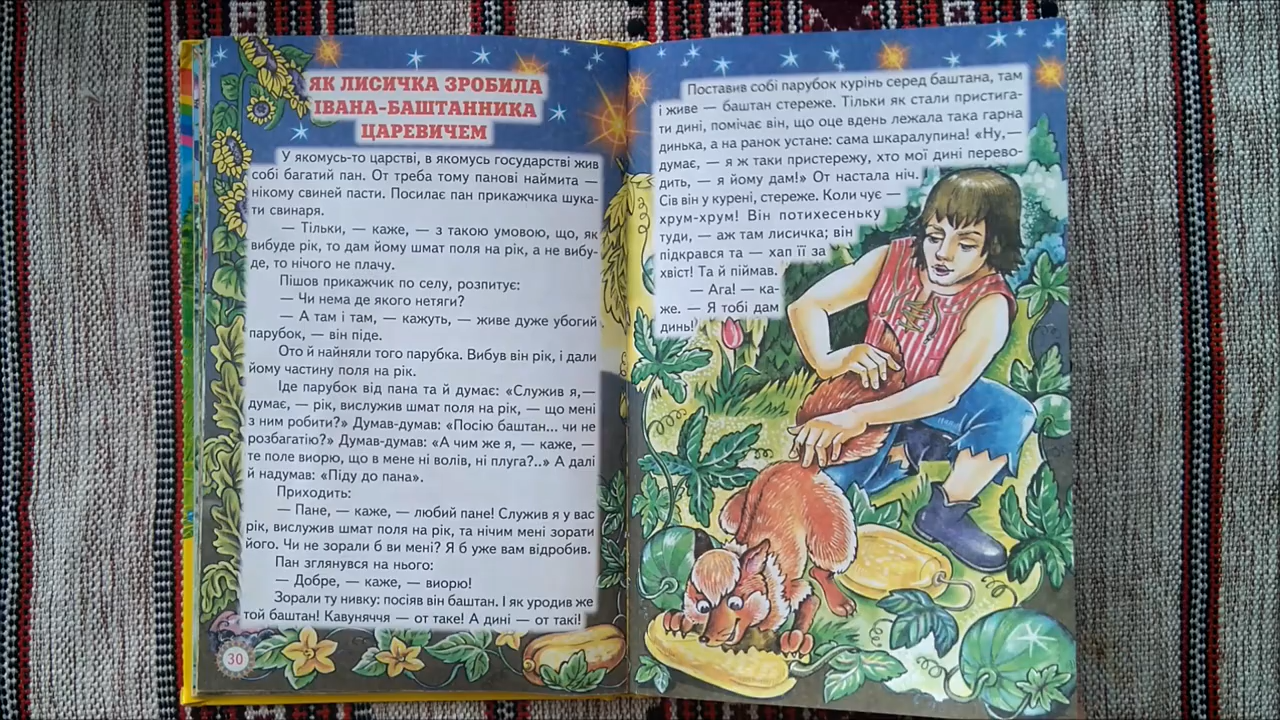 ЯК ЛИСИЧКА ЗРОБИЛА
ІВАНА-БАШТАННИКА
ЦАРЕВИЧЕМ
У якомусь-то царстві, в якомусь государстві жив
собі багатий пан. От треба тому панові наймита —
нікому свиней пасти. Посилає пан прикажчика шука-
ти свинаря.
— Тільки, — каже, — з такою умовою, що, як
вибуде рік, то дам йому шмат поля на рік, а не вибу-
де, то нічого не плачу.
Пішов прикажчик по селу, розпитує:
— Чи нема де якого нетяги?
— А там і там, — кажуть, — живе дуже убогий
парубок, — він піде.
Ото й найняли того парубка. Вибув він рік, і дали
йому частину поля на рік.
Іде парубок від пана та й думає: «Служив я,—
думає, — рік, вислужив шмат поля на рік, — що мені
з ним робити?» Думав-думав: «Посію баштан... чи не
розбагатію?» Думав-думав: «А чим же я, — каже, —
те поле виорю, що в мене ні волів, ні плуга?..» А далі
й надумав: «Піду до пана».
Приходить:
— Пане, — каже, — любий пане! Служив я у вас
рік, вислужив шмат поля на рік, та нічим мені зорати
його. Чи не зорали б ви мені? Я б уже вам відробив.
Пан зглянувся на нього:
— Добре, — каже, — виорю!
Зорали ту нивку: посіяв він баштан. І як уродив же
той баштан! Кавуняччя — от таке! А дині — от такі!
30
Поставив собі парубок курінь серед баштана, там
і живе — баштан стереже. Тільки як стали пристига-
ти дині, помічає він, що оце вдень лежала така гарна
динька, а на ранок устане: сама шкаралупина! «Ну,—
думає, — я ж таки пристережу, хто мої дині перево-
дить, — я йому дам!» От настала ніч.
Сів він у курені, стереже. Коли чує —
хрум-хрум! Він потихесеньку
туди, — аж там лисичка; він
підкрався та — хап її за
хвіст! Та й піймав.
— Ага! — ка-
же. — Я тобі дам
динь!